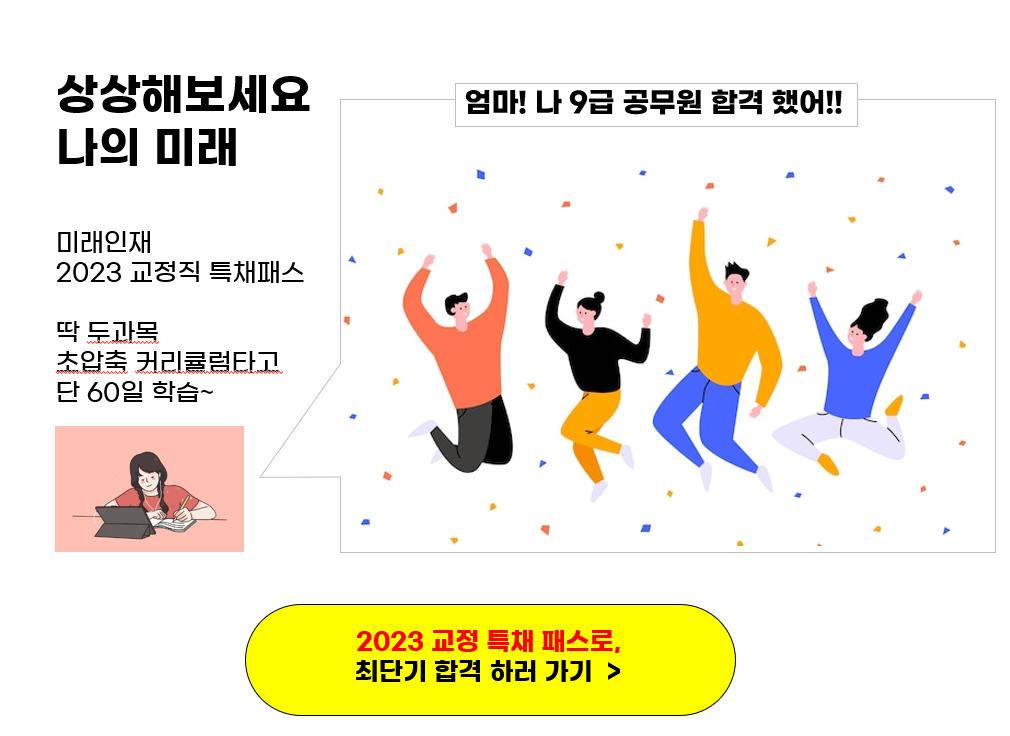 상상해보세요
나의 미래
엄마! 나 9급 공무원 합격 했어!!
미래인재
2023 교정직 특채패스
딱 두과목
초압축 커리큘럼타고
단 60일 학습~
2023 교정 특채 패스로,
최단기 합격 하러 가기 >